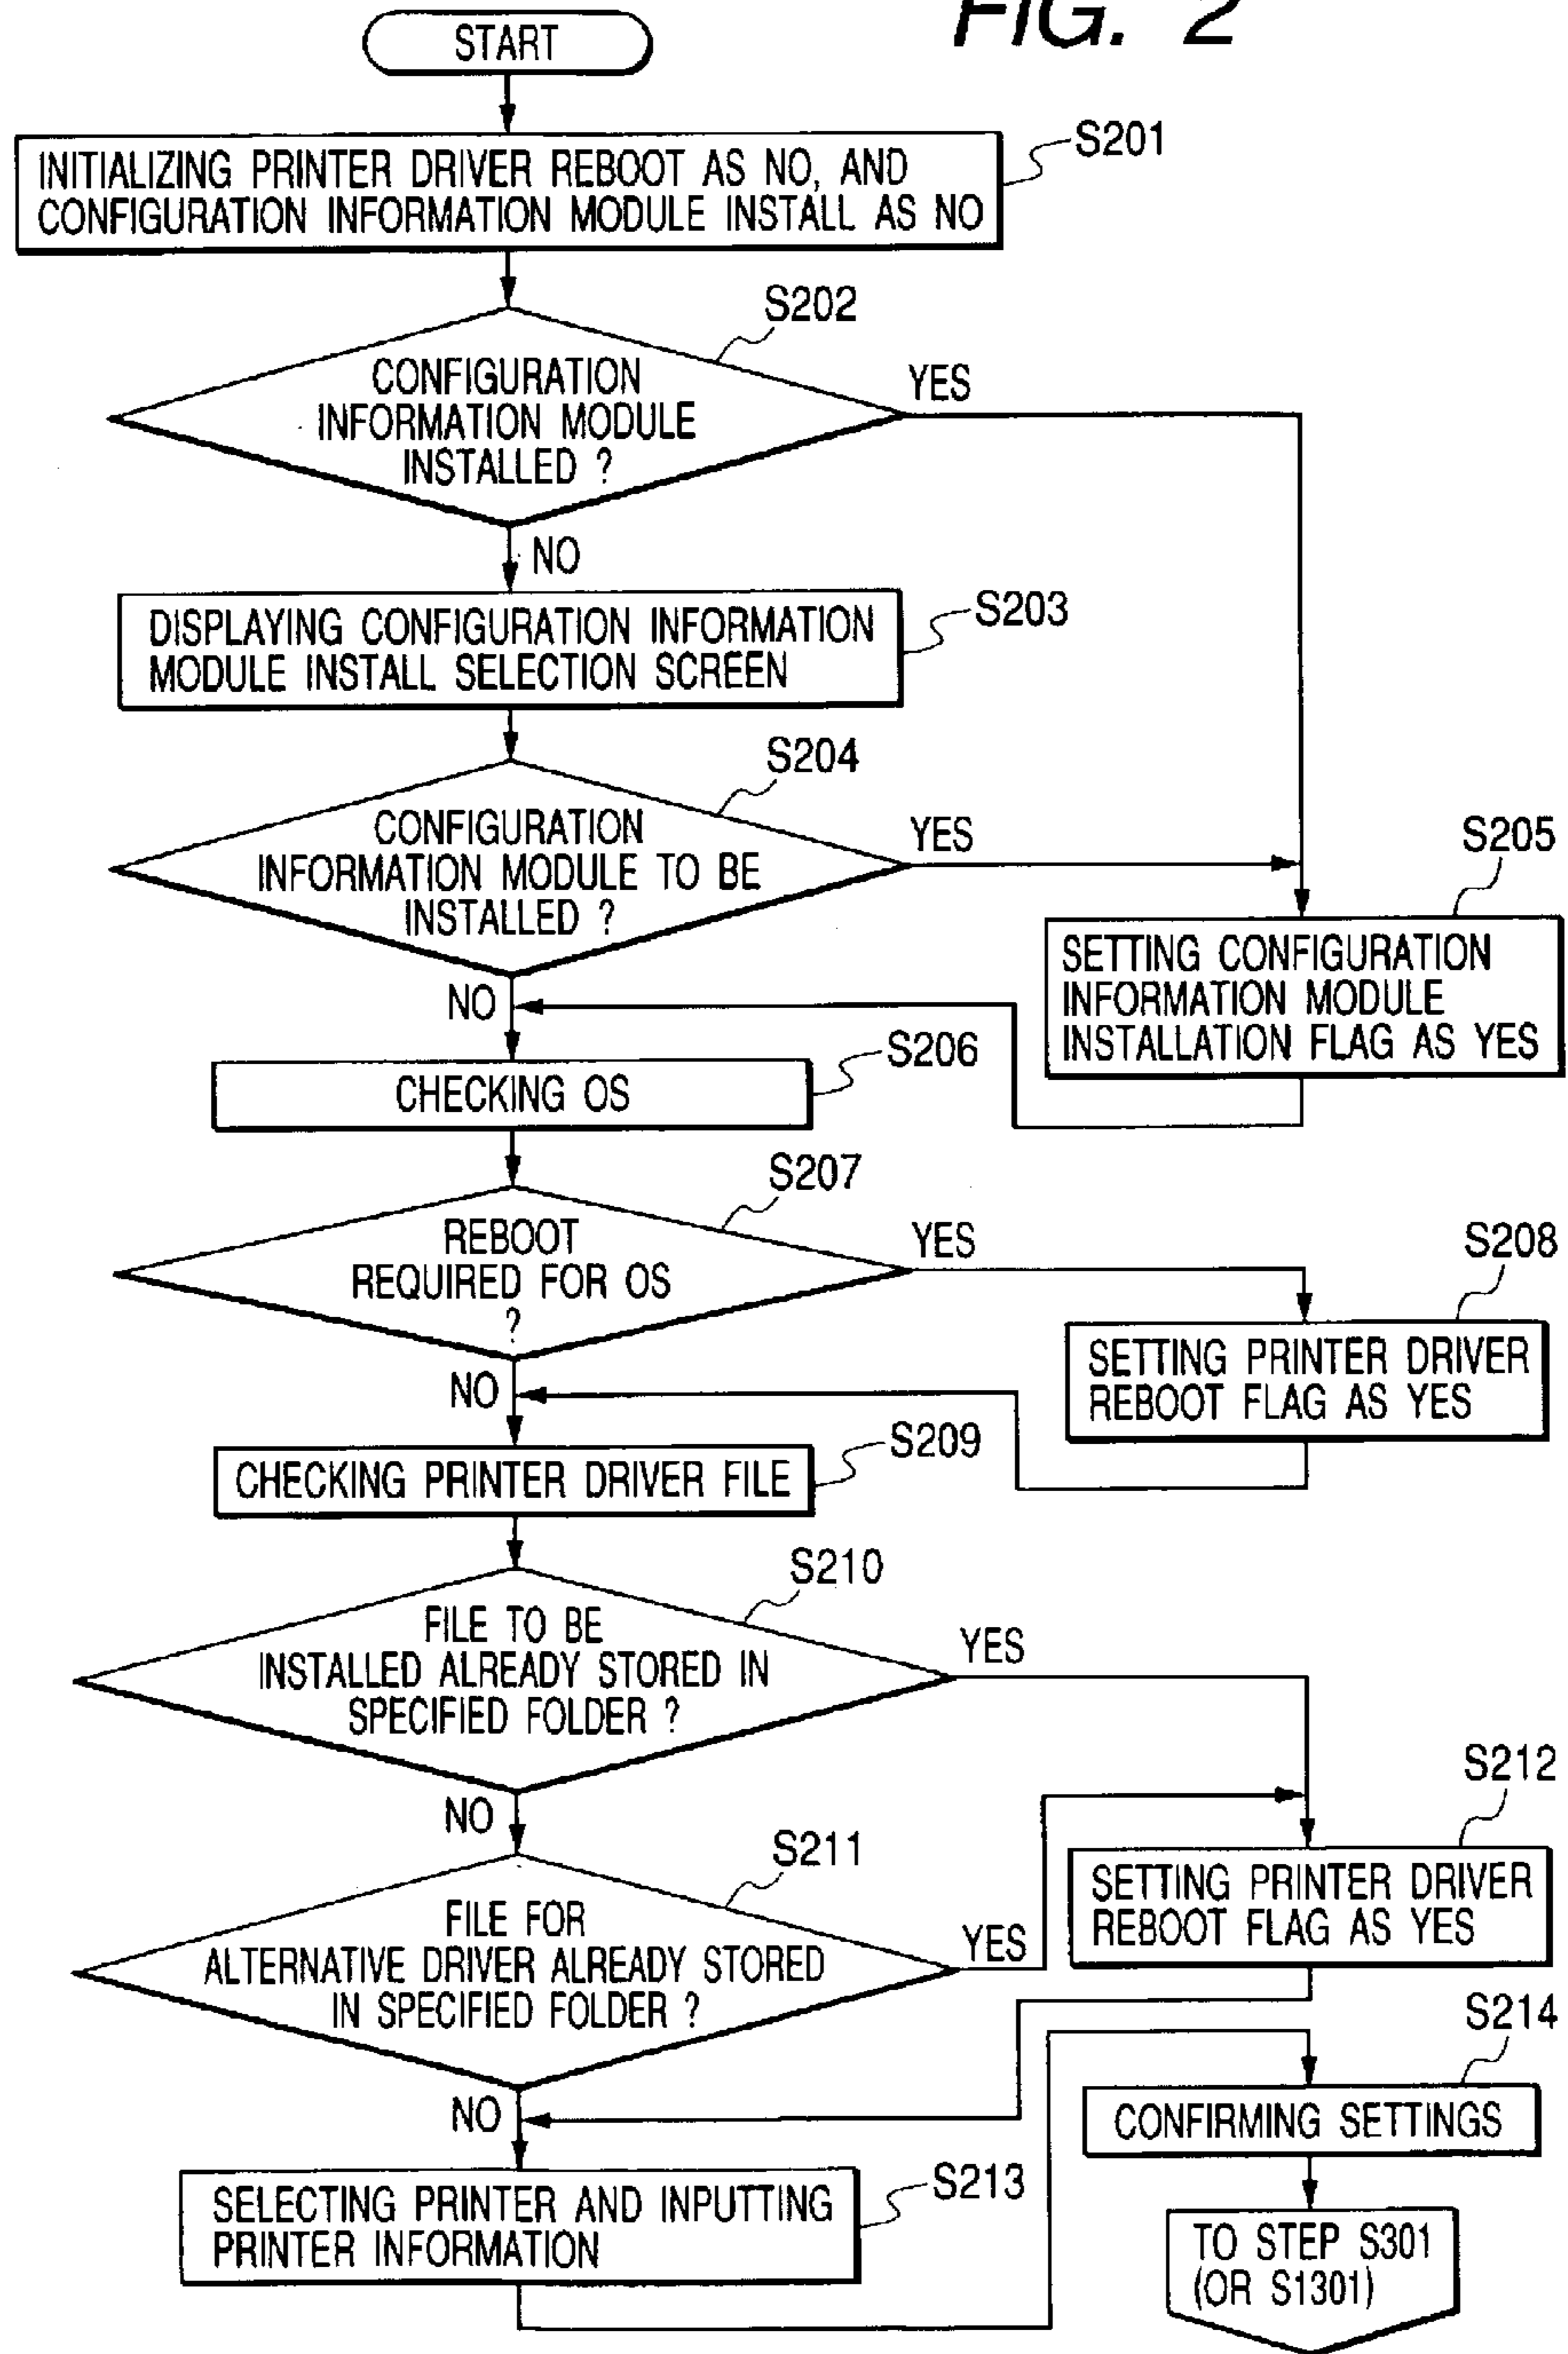 FIG. 2
START
S201
INITIALIZING PRINTER DRIVER REBOOT AS NO, AND
CONFIGURATION INFORMATION MODULE INSTALL AS NO
S202
CONFIGURATION
INFORMATION MODULE
INSTALLED ?
YES
NO
S203
DISPLAYING CONFIGURATION INFORMATION
MODULE INSTALL SELECTION SCREEN
S204
CONFIGURATION
INFORMATION MODULE TO BE
INSTALLED ?
YES
NO
S205
SETTING CONFIGURATION
INFORMATION MODULE
INSTALLATION FLAG AS YES
S206
CHECKING OS
S207
REBOOT
REQUIRED FOR OS
?
YES
NO
S208
SETTING PRINTER DRIVER
REBOOT FLAG AS YES
S209
CHECKING PRINTER DRIVER FILE
S210
FILE TO BE
INSTALLED ALREADY STORED IN
SPECIFIED FOLDER ?
YES
NO
S211
FILE FOR
ALTERNATIVE DRIVER ALREADY STORED
IN SPECIFIED FOLDER ?
YES
NO
S212
SETTING PRINTER DRIVER
REBOOT FLAG AS YES
S213
SELECTING PRINTER AND INPUTTING
PRINTER INFORMATION
S214
CONFIRMING SETTINGS
TO STEP S301
(OR S1301)